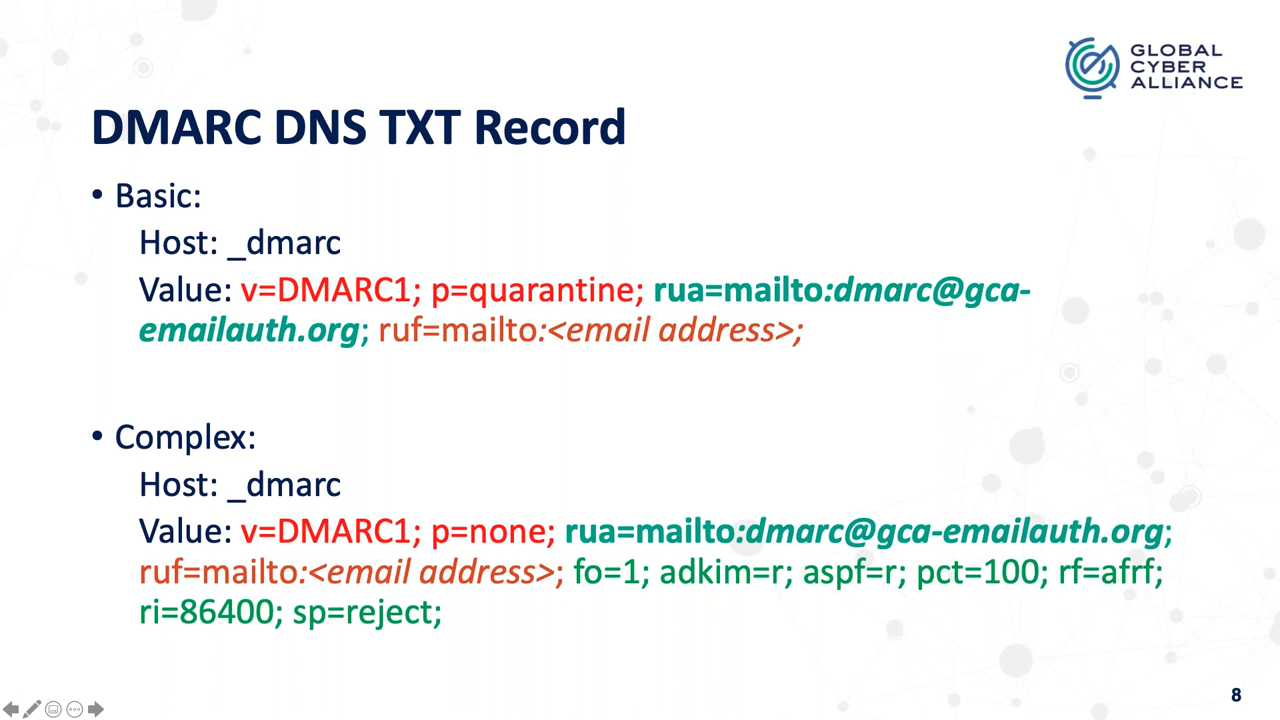 GLOBAL
CYBER
ALLIANCE
DMARC DNS TXT Record
• Basic:
Host: _dmarc
Value: v=DMARC1; p=quarantine; rua=mailto:dmarc@gca-
emailauth.org; ruf=mailto:<email address>;
• Complex:
Host: _dmarc
Value: v=DMARC1; p=none; rua=mailto:dmarc@gca-emailauth.org;
ruf=mailto:<email address>; fo=1; adkim=r; aspf=r; pct=100; rf=afrf;
ri=86400; sp=reject;
8